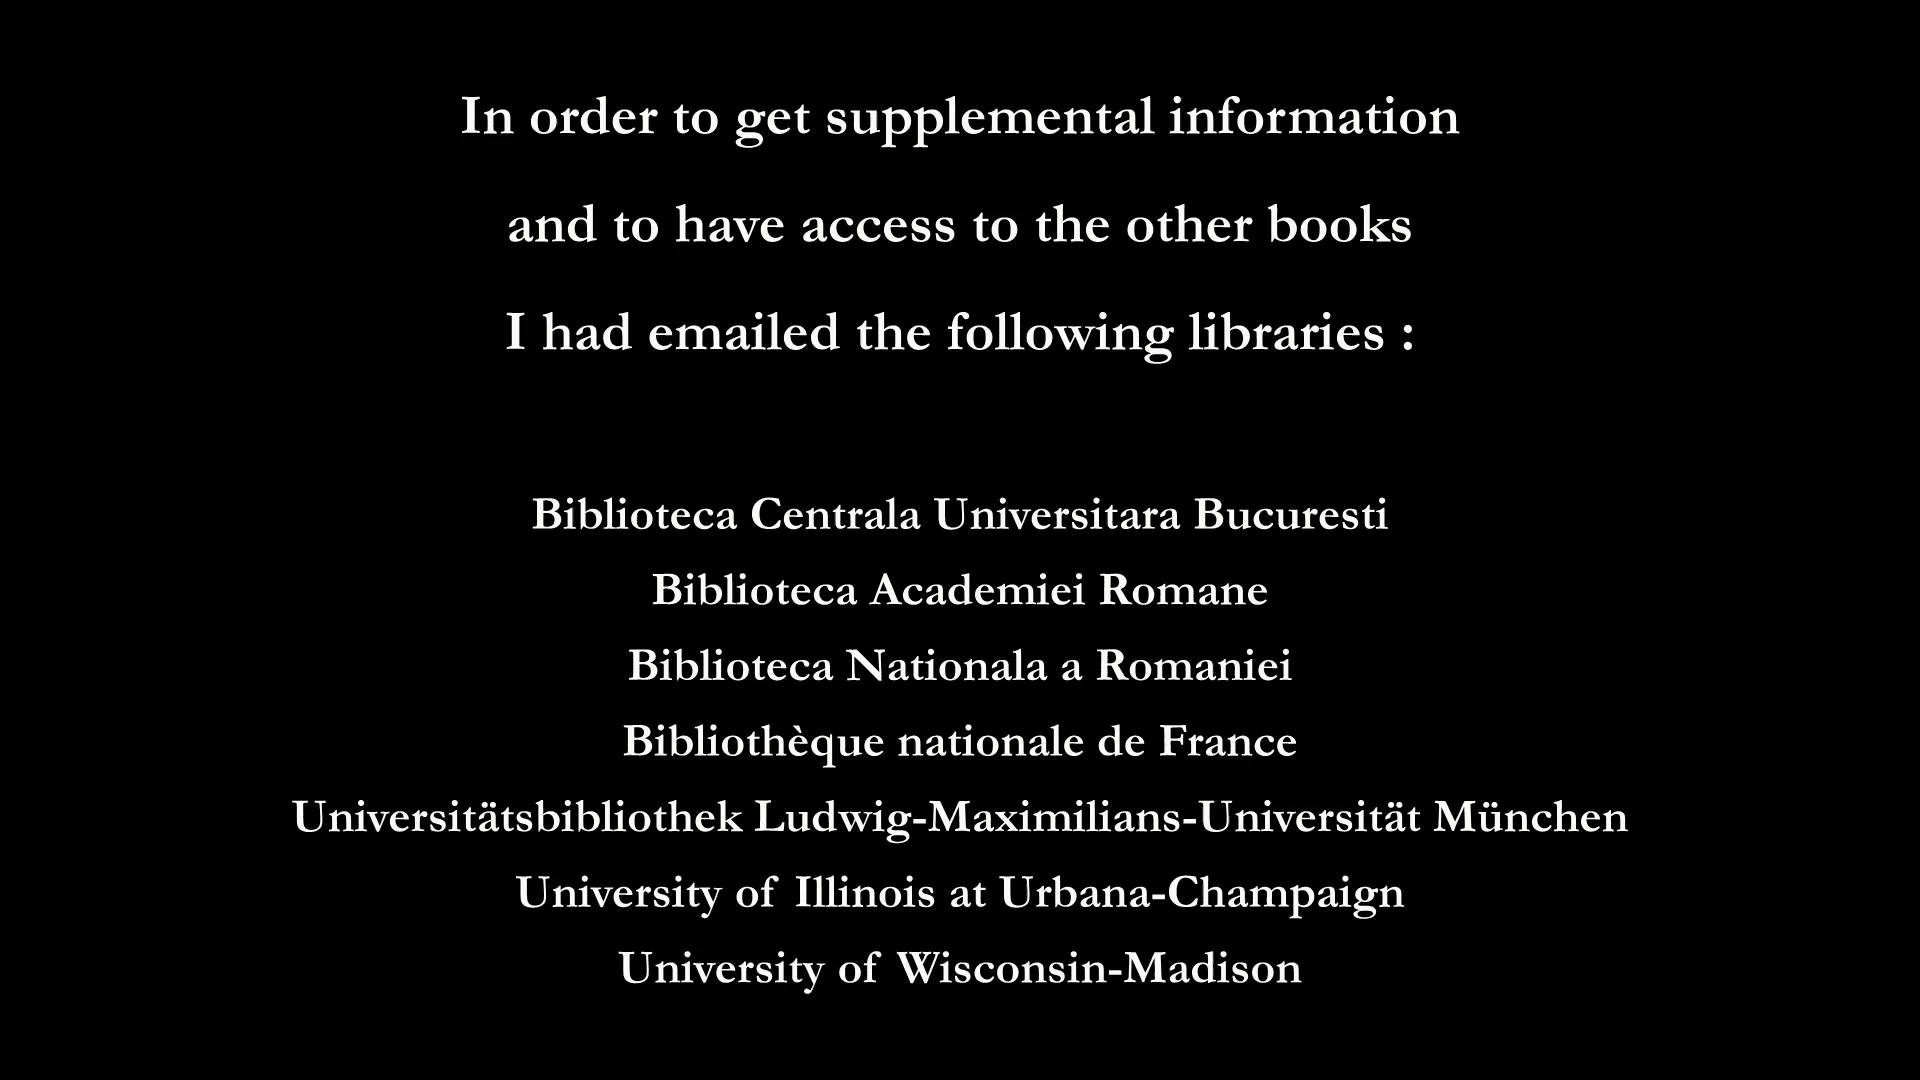 In order to get supplemental information
and to have access to the other books
I had emailed the following libraries :
Biblioteca Centrala Universitara Bucuresti
Biblioteca Academiei Romane
Biblioteca Nationala a Romaniei
Bibliothèque nationale de France
Universitätsbibliothek Ludwig-Maximilians-Universität München
University of Illinois at Urbana-Champaign
University of Wisconsin-Madison